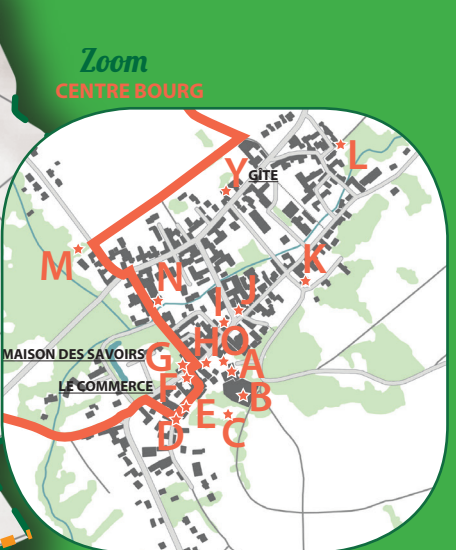 Zoom
CENTRE BOURG
L
Y GÎTE
K
M
N
I J
MAISON DES SAVOIRS G H O A
LE COMMERCE F B
E
D C